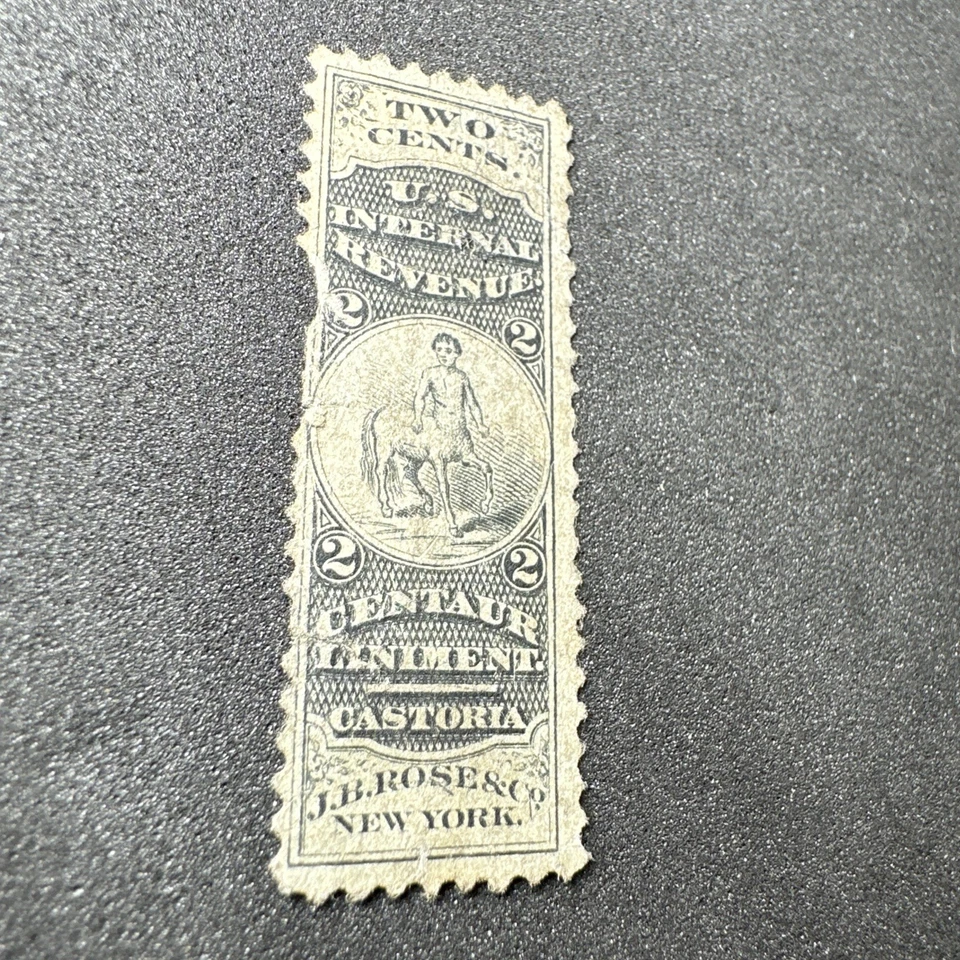 TWO
CENTS.
U.S.
INTERNAL
REVENUE.
2 2
2 2
CENTAUR
LINIMENT.
CASTORIA
J.B. ROSE & Co
NEW YORK.